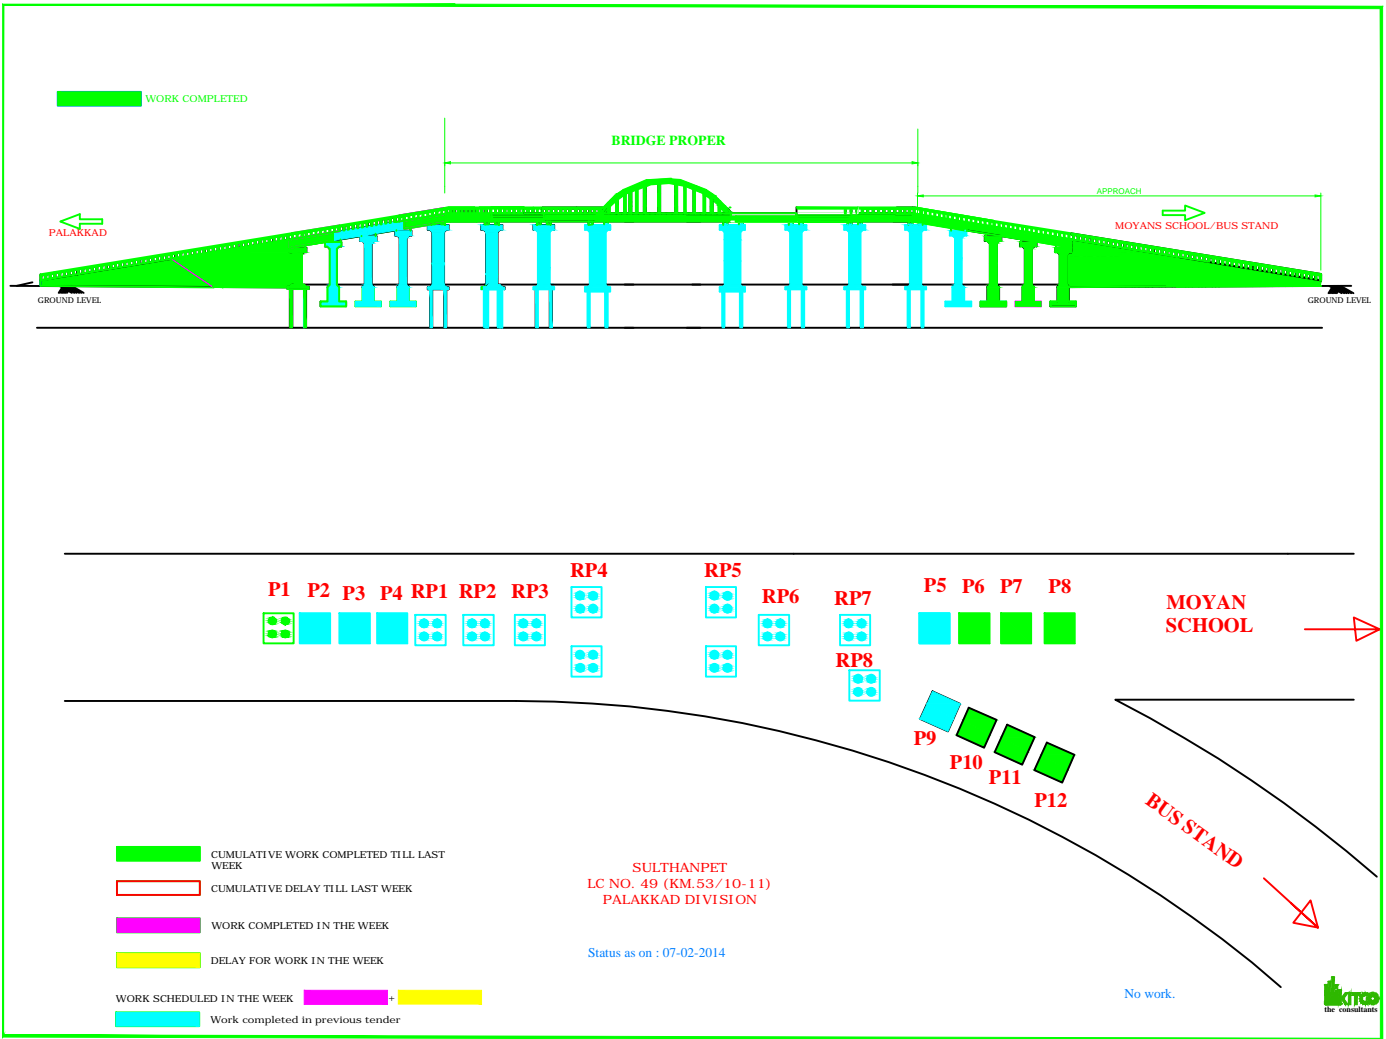 WORK COMPLETED
BRIDGE PROPER
APPROACH
PALAKKAD
MOYANS SCHOOL/BUS STAND
GROUND LEVEL
GROUND LEVEL
P1
P2
P3
P4
RP1
RP2
RP3
RP4
RP5
RP6
RP7
RP8
P5
P6
P7
P8
MOYAN
SCHOOL
P9
P10
P11
P12
BUS STAND
CUMULATIVE WORK COMPLETED TILL LAST
WEEK
CUMULATIVE DELAY TILL LAST WEEK
WORK COMPLETED IN THE WEEK
DELAY FOR WORK IN THE WEEK
WORK SCHEDULED IN THE WEEK +
Work completed in previous tender
SULTHANPET
LC NO. 49 (KM.53/10-11)
PALAKKAD DIVISION
Status as on : 07-02-2014
No work.
KITCO
the consultants